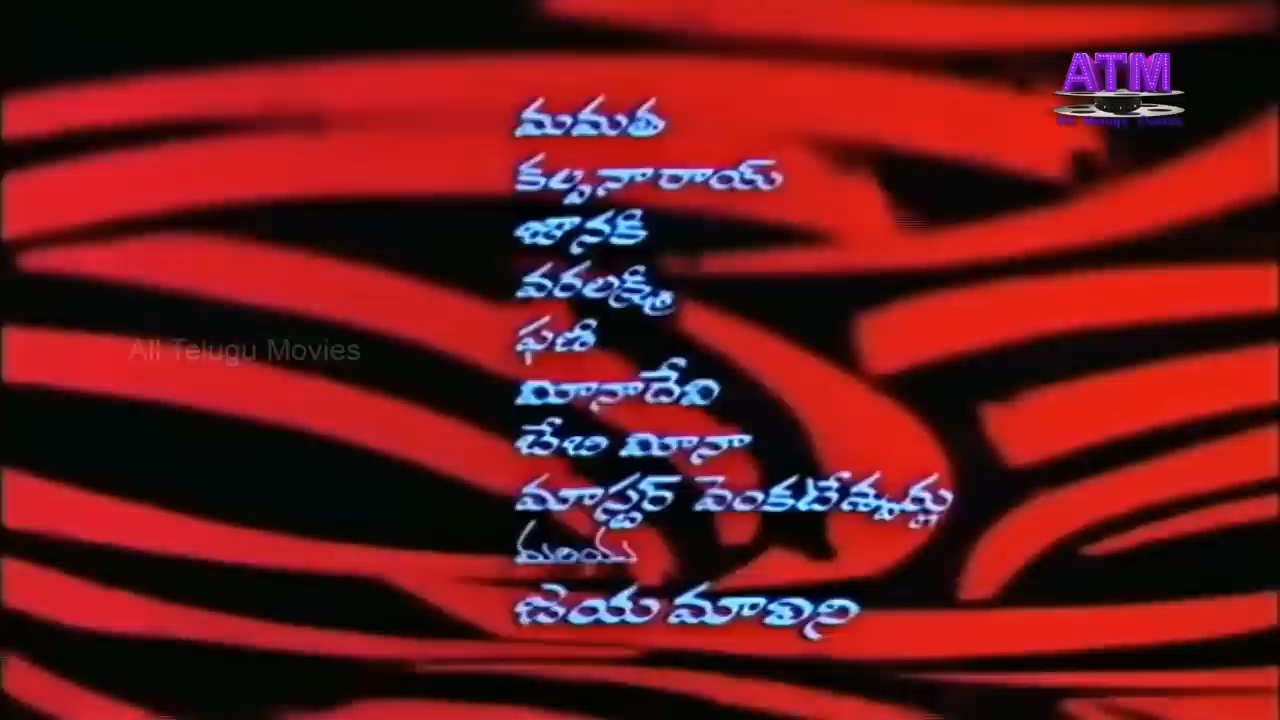 ATM
మమత
కల్పనారాయ్
జానకి
వరలక్ష్మి
ఫణి
All Telugu Movies
మీనాదేవి
బేబి మీనా
మాస్టర్ వెంకటేశ్వర్లు
మరియు
జయమాలిని